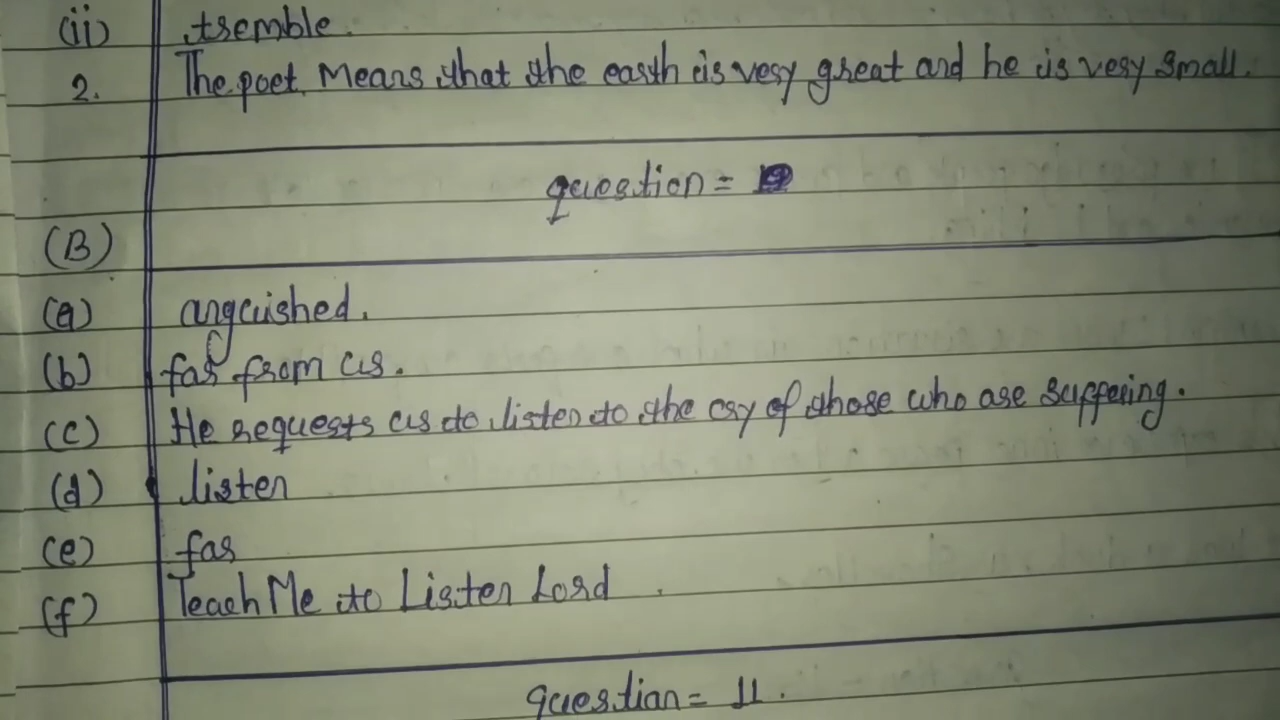 (ii) tremble.
2. The poet Means that the earth is very great and he is very small.
question =
(B)
(a) anguished.
(b) far from us.
(c) He requests us to listen to the cry of those who are suffering.
(d) listen
(e) far
(f) Teach Me to Listen Lord.
question = 11.